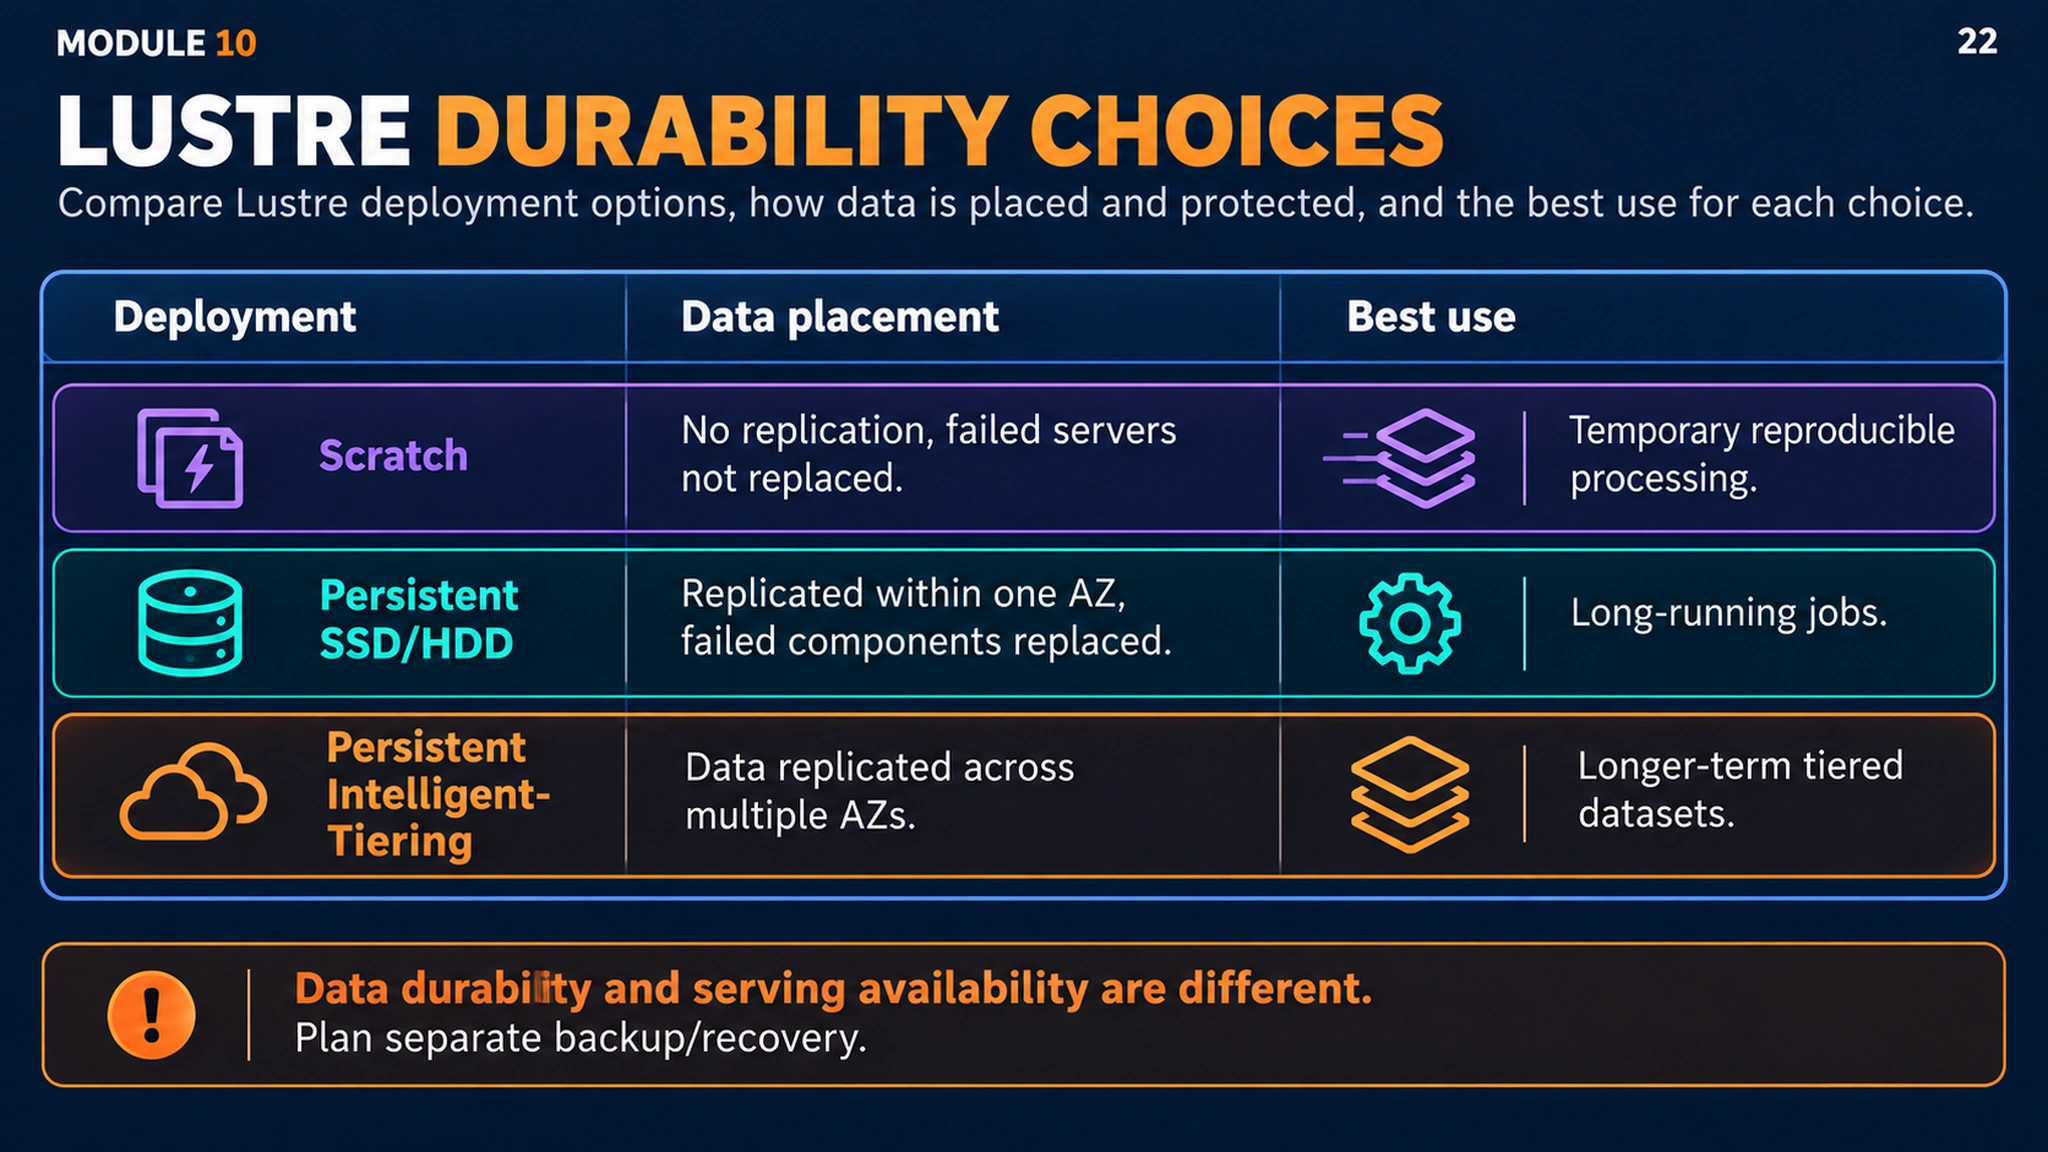 MODULE 10
22
LUSTRE DURABILITY CHOICES
Compare Lustre deployment options, how data is placed and protected, and the best use for each choice.
Deployment
Data placement
Best use
Scratch
No replication, failed servers
not replaced.
Temporary reproducible
processing.
Persistent
SSD/HDD
Replicated within one AZ,
failed components replaced.
Long-running jobs.
Persistent
Intelligent-
Tiering
Data replicated across
multiple AZs.
Longer-term tiered
datasets.
Data durability and serving availability are different.
Plan separate backup/recovery.